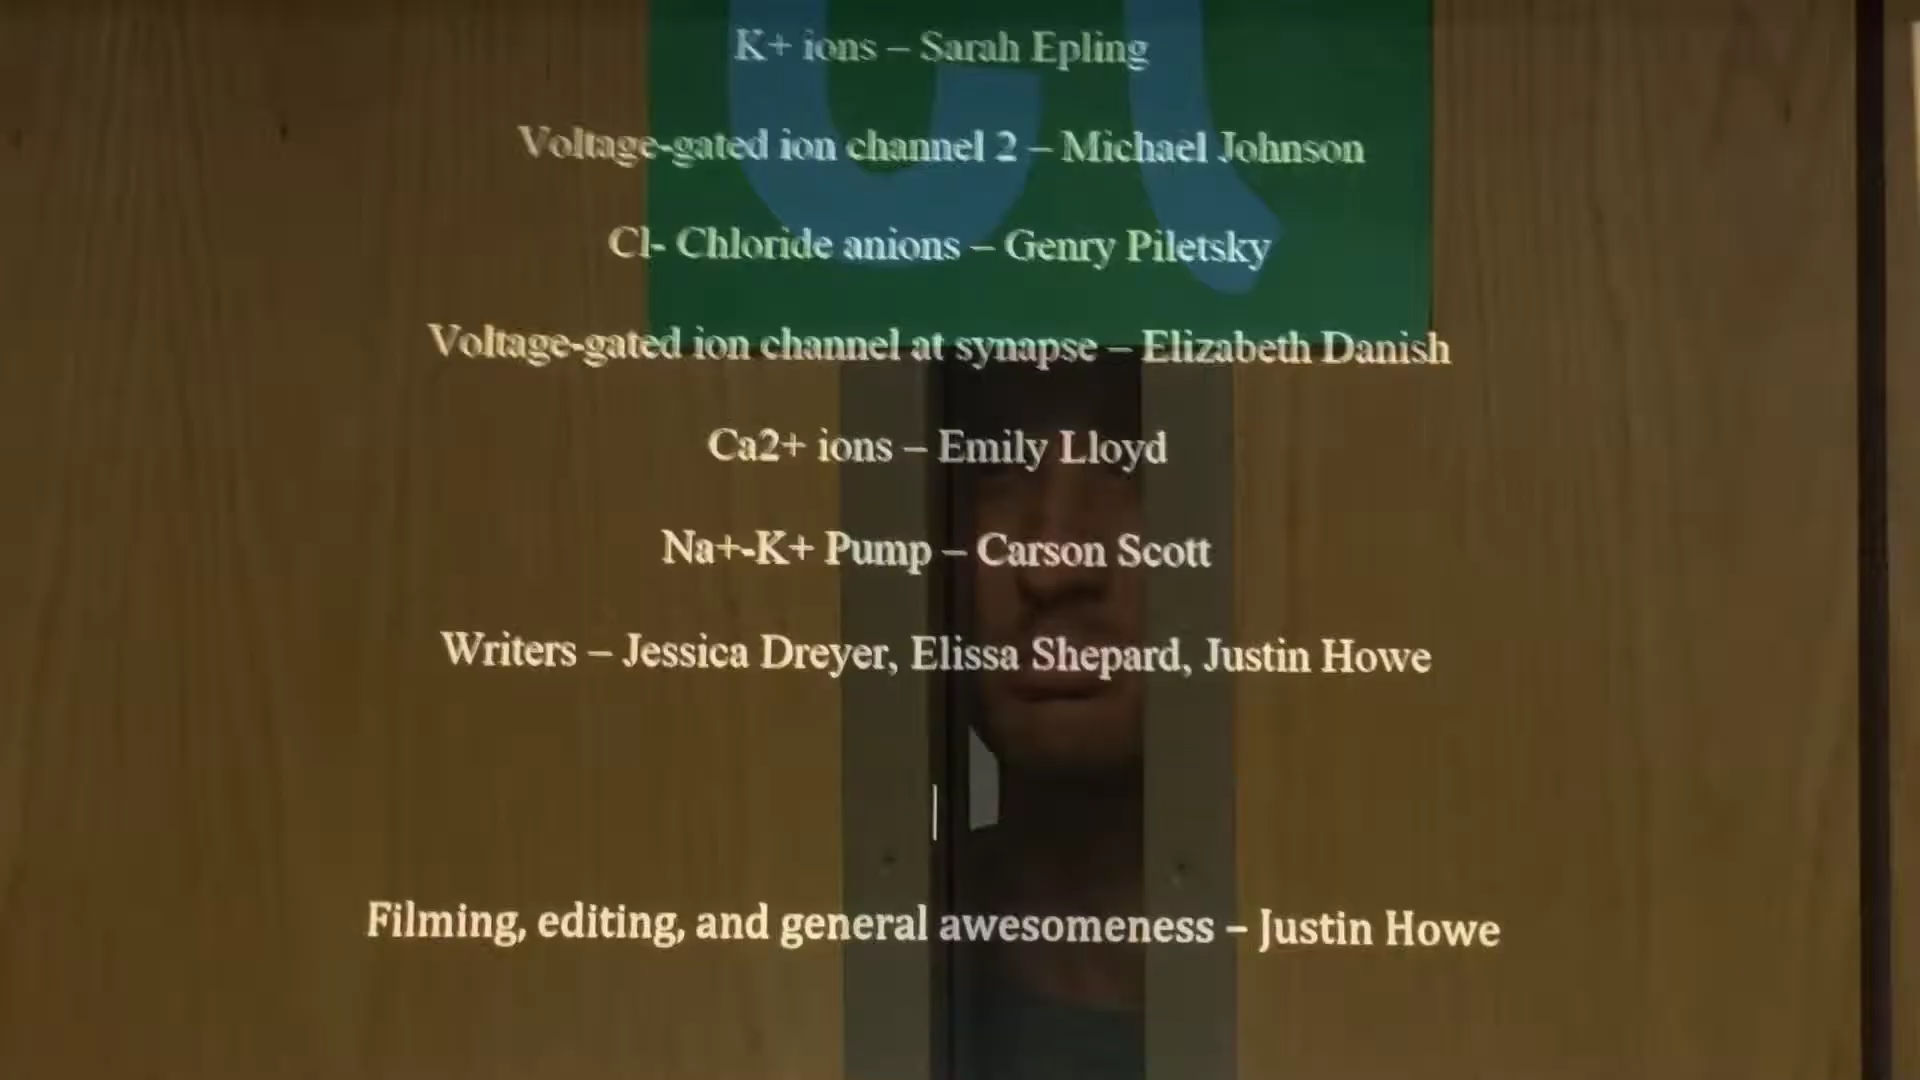 K+ ions – Sarah Epling
Voltage-gated ion channel 2 – Michael Johnson
Cl- Chloride anions – Genry Piletsky
Voltage-gated ion channel at synapse – Elizabeth Danish
Ca2+ ions – Emily Lloyd
Na+-K+ Pump – Carson Scott
Writers – Jessica Dreyer, Elissa Shepard, Justin Howe
Filming, editing, and general awesomeness – Justin Howe